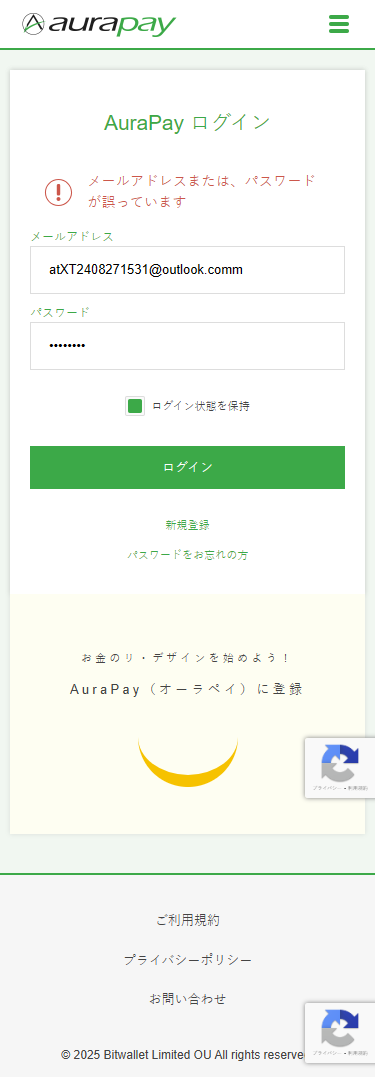 aurapay
AuraPay ログイン
メールアドレスまたは、パスワード
が誤っています
メールアドレス
atXT2408271531@outlook.comm
パスワード
••••••••
ログイン状態を保持
ログイン
新規登録
パスワードをお忘れの方
お金のリ・デザインを始めよう！
AuraPay（オーラペイ）に登録
プライバシー - 利用規約
ご利用規約
プライバシーポリシー
お問い合わせ
© 2025 Bitwallet Limited OU All rights reserve
プライバシー - 利用規約